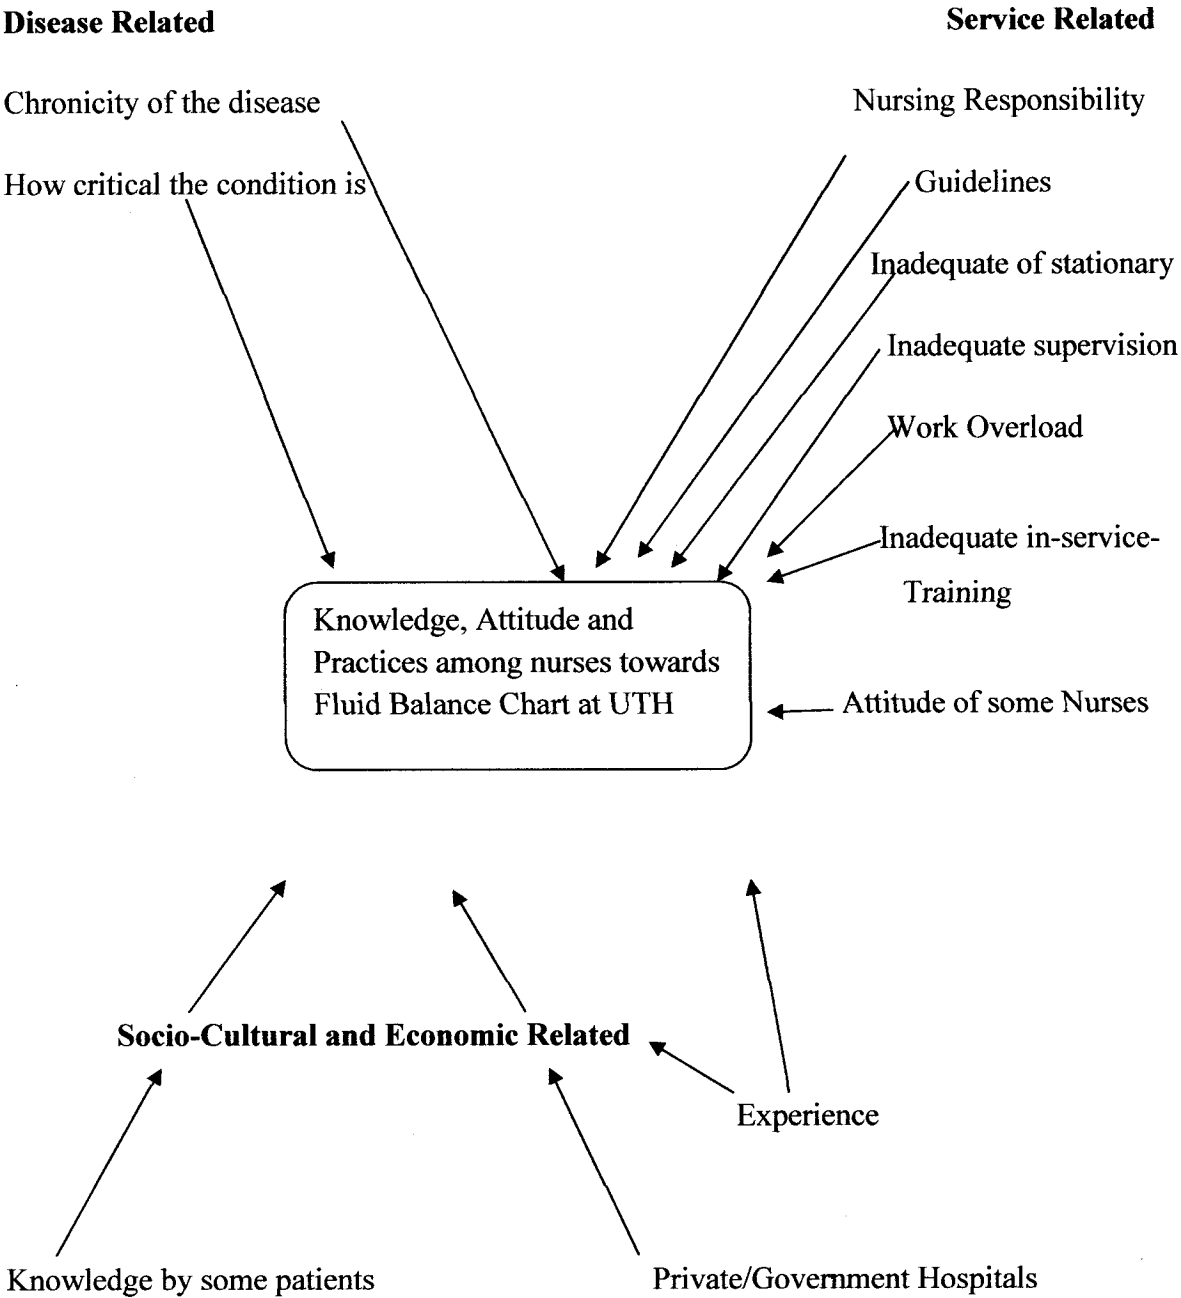 Disease Related
Service Related
Chronicity of the disease
Nursing Responsibility
How critical the condition is
Guidelines
Inadequate of stationary
Inadequate supervision
Work Overload
Inadequate in-service-
Training
Knowledge, Attitude and
Practices among nurses towards
Fluid Balance Chart at UTH
Attitude of some Nurses
Socio-Cultural and Economic Related
Experience
Knowledge by some patients
Private/Government Hospitals